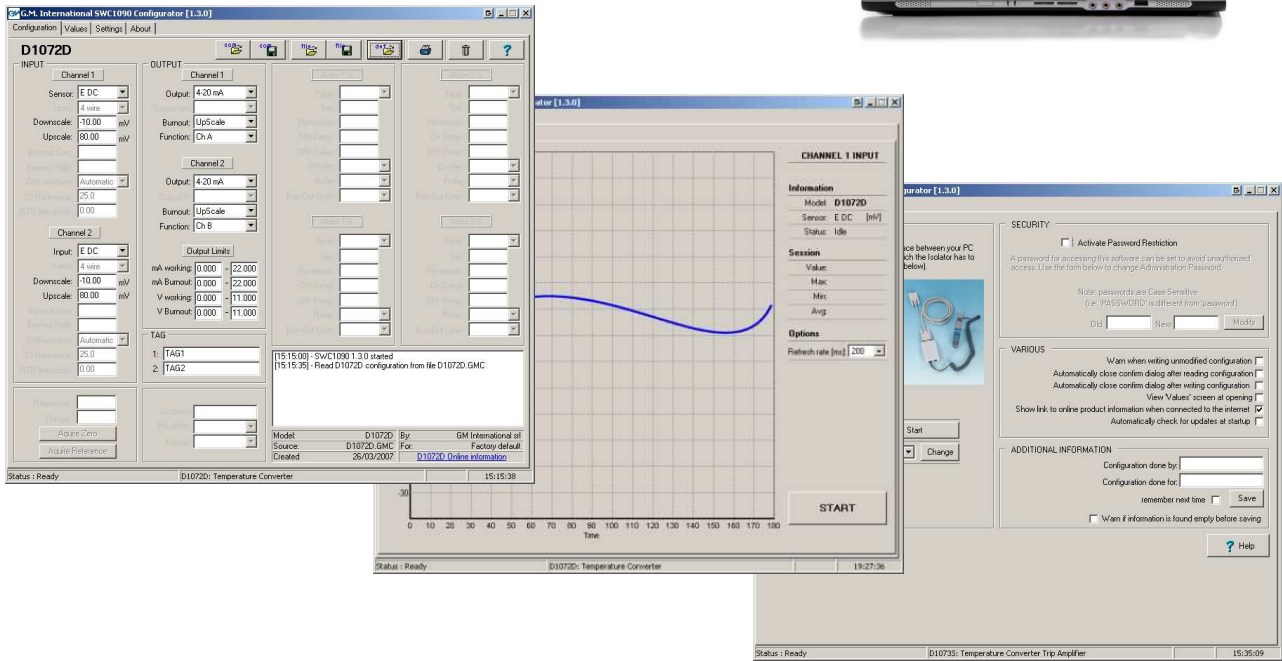 G.M. International SWC1090 Configurator [1.3.0]
Configuration Values Settings About
D1072D
INPUT
Channel 1
Sensor: E DC
4 wire
Downscale: -10.00 mV
Upscale: 80.00 mV
Automatic
25.0
0.00
Channel 2
Input: E DC
4 wire
Downscale: -10.00 mV
Upscale: 80.00 mV
Automatic
25.0
0.00
Aquire Zero
Aquire Reference
OUTPUT
Channel 1
Output: 4-20 mA
Burnout: UpScale
Function: Ch A
Channel 2
Output: 4-20 mA
Burnout: UpScale
Function: Ch B
Output Limits
mA working: 0.000 - 22.000
mA Burnout: 0.000 - 22.000
V working: 0.000 - 11.000
V Burnout: 0.000 - 11.000
TAG
1: TAG1
2: TAG2
[15:15:00] - SWC1090 1.3.0 started
[15:15:35] - Read D1072D configuration from file D1072D.GMC
Model: D1072D By: GM International srl
Source: D1072D.GMC For: Factory default
Created 26/03/2007 D1072D Online information
Status : Ready D1072D: Temperature Converter 15:15:38
ator [1.3.0]
CHANNEL 1 INPUT
Information
Model: D1072D
Sensor: E DC [mV]
Status: Idle
Session
Value:
Max:
Min:
Avg:
Options
Refresh rate [ms]: 200
START
-30
0 10 20 30 40 50 60 70 80 90 100 110 120 130 140 150 160 170 180
Time
Status : Ready D1072D: Temperature Converter 19:27:36
gurator [1.3.0]
ace between your PC
ich the Isolator has to
below).
Start
Change
SECURITY
Activate Password Restriction
A password for accessing this software can be set to avoid unauthorized
access. Use the form below to change Administration Password.
Note: passwords are Case-Sensitive
(i.e. 'PASSWORD' is different from 'password')
Old: New: Modify
VARIOUS
Warn when writing unmodified configuration
Automatically close confirm dialog after reading configuration
Automatically close confirm dialog after writing configuration
View 'Values' screen at opening
Show link to online product information when connected to the internet
Automatically check for updates at startup
ADDITIONAL INFORMATION
Configuration done by:
Configuration done for:
remember next time Save
Warn if information is found empty before saving
? Help
Status : Ready D1073S: Temperature Converter Trip Amplifier 15:35:09